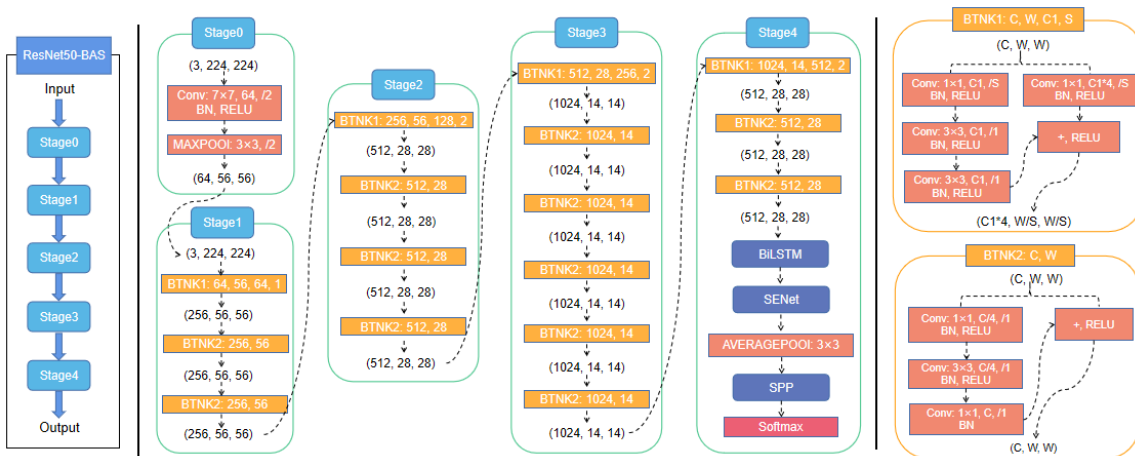 ResNet50-BAS
Input
Stage0
Stage1
Stage2
Stage3
Stage4
Output
Stage0
(3, 224, 224)
Conv: 7×7, 64, /2
BN, RELU
MAXPOOI: 3×3, /2
(64, 56, 56)
Stage1
(3, 224, 224)
BTNK1: 64, 56, 64, 1
(256, 56, 56)
BTNK2: 256, 56
(256, 56, 56)
BTNK2: 256, 56
(256, 56, 56)
Stage2
BTNK1: 256, 56, 128, 2
(512, 28, 28)
BTNK2: 512, 28
(512, 28, 28)
BTNK2: 512, 28
(512, 28, 28)
BTNK2: 512, 28
(512, 28, 28)
Stage3
BTNK1: 512, 28, 256, 2
(1024, 14, 14)
BTNK2: 1024, 14
(1024, 14, 14)
BTNK2: 1024, 14
(1024, 14, 14)
BTNK2: 1024, 14
(1024, 14, 14)
BTNK2: 1024, 14
(1024, 14, 14)
BTNK2: 1024, 14
(1024, 14, 14)
Stage4
BTNK1: 1024, 14, 512, 2
(512, 28, 28)
BTNK2: 512, 28
(512, 28, 28)
BTNK2: 512, 28
(512, 28, 28)
BiLSTM
SENet
AVERAGEPOOI: 3×3
SPP
Softmax
BTNK1: C, W, C1, S
(C, W, W)
Conv: 1×1, C1, /S
BN, RELU
Conv: 1×1, C1*4, /S
BN, RELU
Conv: 3×3, C1, /1
BN, RELU
+, RELU
Conv: 3×3, C1, /1
BN, RELU
(C1*4, W/S, W/S)
BTNK2: C, W
(C, W, W)
Conv: 1×1, C/4, /1
BN, RELU
+, RELU
Conv: 3×3, C/4, /1
BN, RELU
Conv: 1×1, C, /1
BN
(C, W, W)